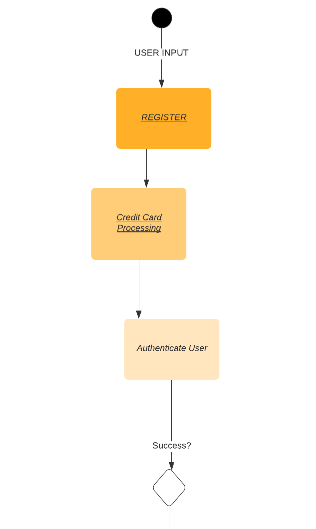 USER INPUT
REGISTER
Credit Card
Processing
Authenticate User
Success?